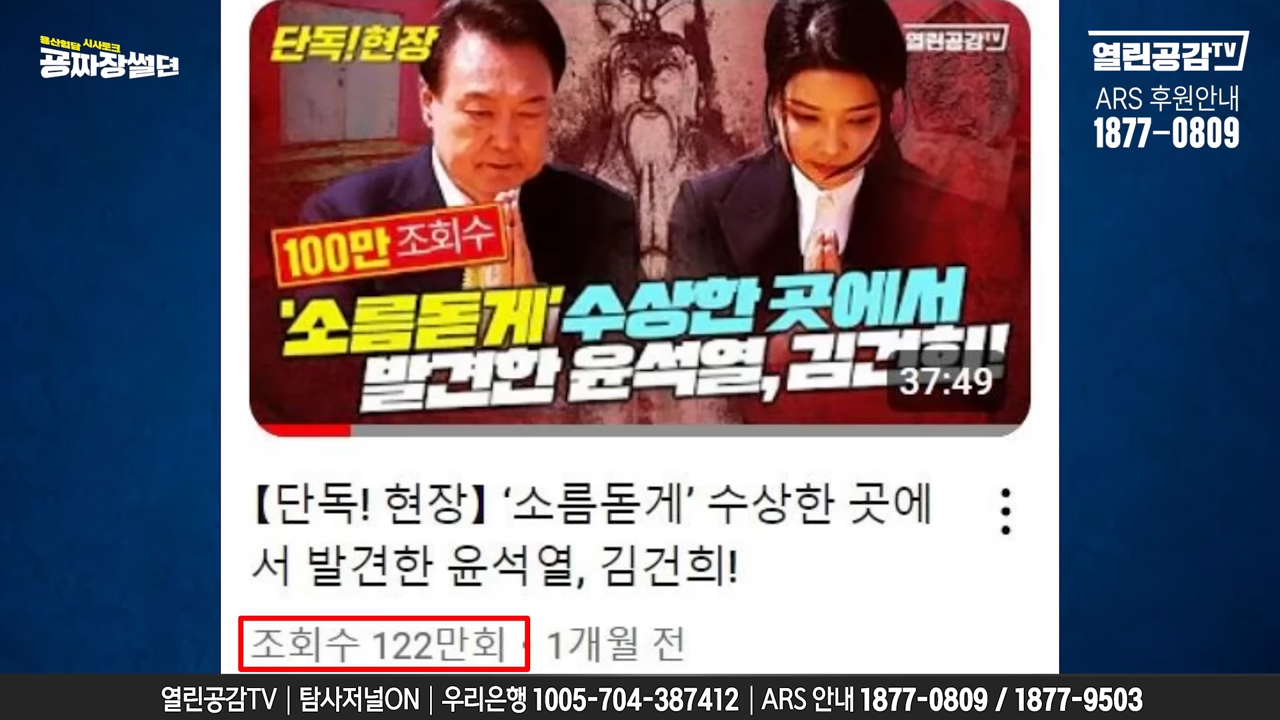 용산협담 시사토크
공짜장썰뎐
열린공감TV
ARS 후원안내
1877-0809
단독!현장
열린공감TV
100만 조회수
'소름돋게' 수상한 곳에서
발견한 윤석열, 김건희!!
37:49
【단독! 현장】 ‘소름돋게’ 수상한 곳에
서 발견한 윤석열, 김건희!
조회수 122만회 · 1개월 전
열린공감TV | 탐사저널ON | 우리은행 1005-704-387412 | ARS 안내 1877-0809 / 1877-9503